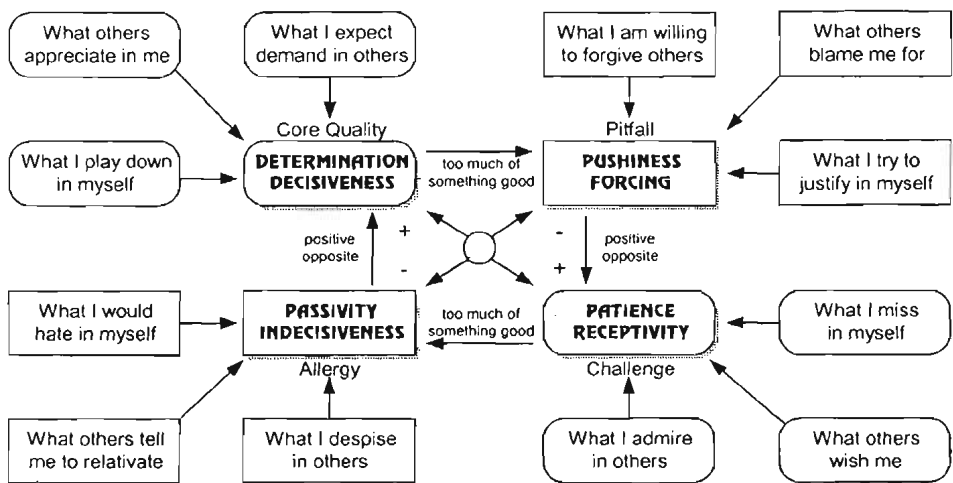 What others
appreciate in me
What I expect
demand in others
What I am willing
to forgive others
What others
blame me for
Core Quality
Pitfall
What I play down
in myself
DETERMINATION
DECISIVENESS
too much of
something good
PUSHINESS
FORCING
What I try to
justify in myself
positive
opposite
+
-
-
+
positive
opposite
What I would
hate in myself
PASSIVITY
INDECISIVENESS
too much of
something good
PATIENCE
RECEPTIVITY
What I miss
in myself
Allergy
Challenge
What others tell
me to relativate
What I despise
in others
What I admire
in others
What others
wish me